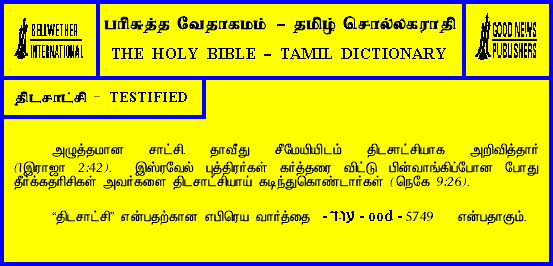 BELLWETHER
INTERNATIONAL
பரிசுத்த வேதாகமம் - தமிழ் சொல்லகராதி
THE HOLY BIBLE - TAMIL DICTIONARY
GOOD NEWS
PUBLISHERS
திடசாட்சி - TESTIFIED
அழுத்தமான சாட்சி. தாவீது சீமேயியிடம் திடசாட்சியாக அறிவித்தார்
(1இராஜா 2:42). இஸ்ரவேல் புத்திரர்கள் கர்த்தரை விட்டு பின்வாங்கிப்போன போது
தீர்க்கதரிசிகள் அவர்களை திடசாட்சியாய் கடிந்துகொண்டார்கள் (நெகே 9:26).
“திடசாட்சி” என்பதற்கான எபிரெய வார்த்தை - עוד - ood - 5749 என்பதாகும்.